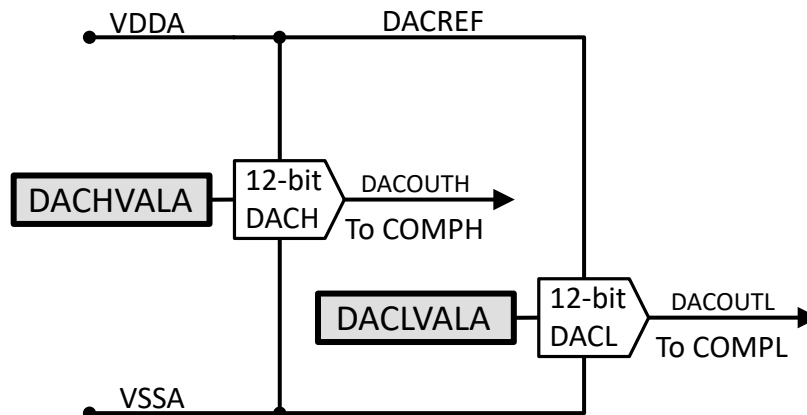 VDDA
DACREF
DACHVALA
12-bit
DACH
DACOUTH
To COMPH
DACLVALA
12-bit
DACL
DACOUTL
To COMPL
VSSA